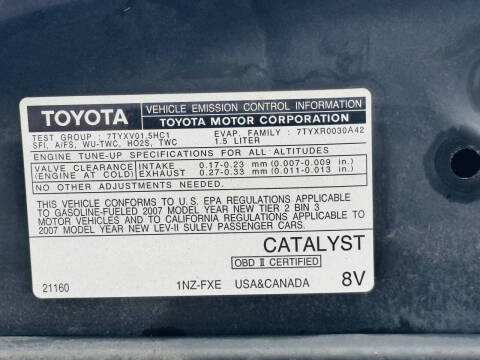 TOYOTA VEHICLE EMISSION CONTROL INFORMATION
TOYOTA MOTOR CORPORATION
TEST GROUP : 7TYXV01.5HC1 EVAP. FAMILY : 7TYXR0030A42
SFI, A/FS, WU-TWC, HO2S, TWC 1.5 LITER
ENGINE TUNE-UP SPECIFICATIONS FOR ALL ALTITUDES
VALVE CLEARANCE INTAKE 0.17-0.23 mm (0.007-0.009 in.)
(ENGINE AT COLD) EXHAUST 0.27-0.33 mm (0.011-0.013 in.)
NO OTHER ADJUSTMENTS NEEDED.
THIS VEHICLE CONFORMS TO U.S. EPA REGULATIONS APPLICABLE
TO GASOLINE-FUELED 2007 MODEL YEAR NEW TIER 2 BIN 3
MOTOR VEHICLES AND TO CALIFORNIA REGULATIONS APPLICABLE TO
2007 MODEL YEAR NEW LEV-II SULEV PASSENGER CARS.
CATALYST
OBD II CERTIFIED
21160 1NZ-FXE USA&CANADA 8V